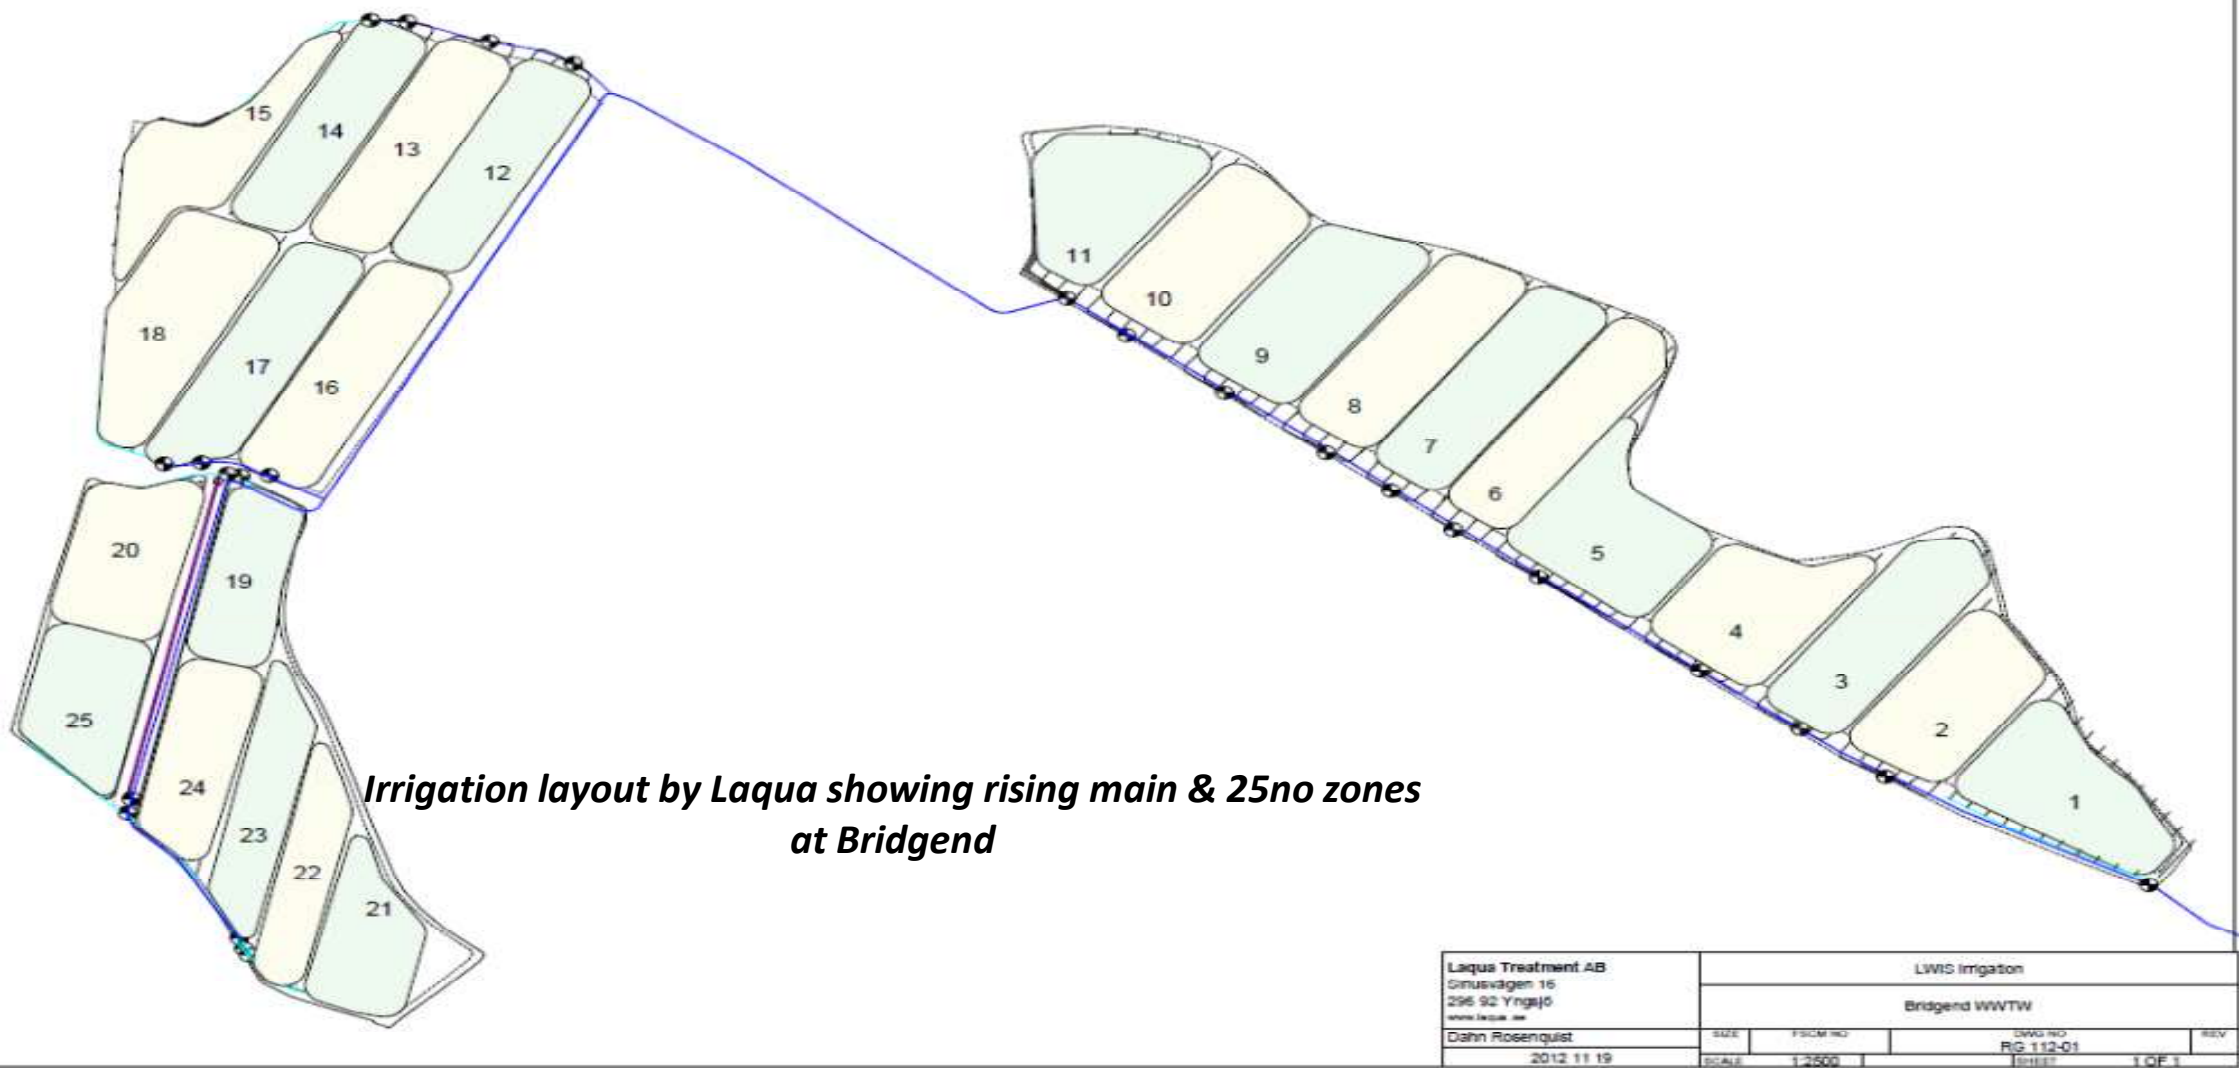 15
14
13
12
11
10
9
8
7
6
5
4
3
2
1
18
17
16
20
19
25
24
23
22
21
Irrigation layout by Laqua showing rising main & 25no zones
at Bridgend
Laqua Treatment AB
Sinusvägen 16
296 92 Yngsjö
www.laqua.se
Dahn Rosenquist
2012 11 19
LWIS Irrigation
Bridgend WWTW
SIZE FSCM NO DWG NO REV
RG 112-01
SCALE 1:2500 SHEET 1 OF 1